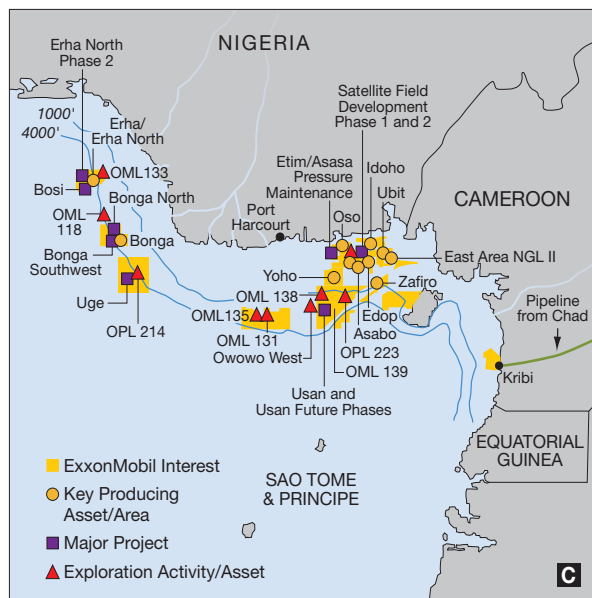 NIGERIA
Erha North
Phase 2
1000'
4000'
Erha/
Erha North
OML133
Bosi
OML
118
Bonga North
Bonga
Bonga
Southwest
Uge
OPL 214
Port
Harcourt
Satellite Field
Development
Phase 1 and 2
Etim/Asasa
Pressure
Maintenance
Idoho
Ubit
Oso
CAMEROON
East Area NGL II
Yoho
Zafiro
OML 138
OML135
OML 131
Owowo West
Edop
Asabo
OPL 223
OML 139
Usan and
Usan Future Phases
Pipeline
from Chad
Kribi
EQUATORIAL
GUINEA
SAO TOME
& PRINCIPE
ExxonMobil Interest
Key Producing
Asset/Area
Major Project
Exploration Activity/Asset
C